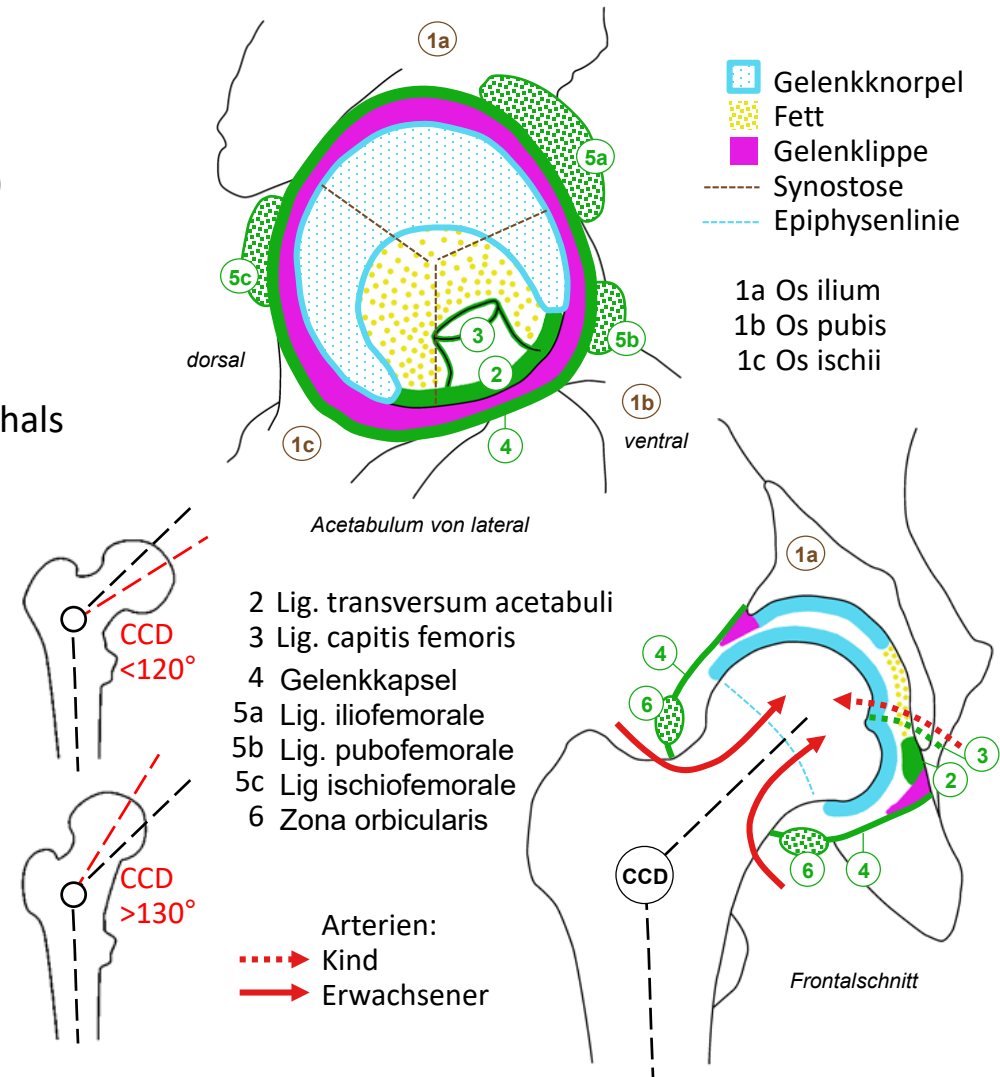 1a
Gelenkknorpel
Fett
Gelenklippe
Synostose
Epiphysenlinie
5a
5c
5b
3
2
dorsal
1a Os ilium
1b Os pubis
1c Os ischii
hals
1b
ventral
1c
4
Acetabulum von lateral
CCD
<120°
2 Lig. transversum acetabuli
3 Lig. capitis femoris
4 Gelenkkapsel
5a Lig. iliofemorale
5b Lig. pubofemorale
5c Lig ischiofemorale
6 Zona orbicularis
CCD
>130°
Arterien:
Kind
Erwachsener
1a
4
6
3
2
CCD
6
4
Frontalschnitt